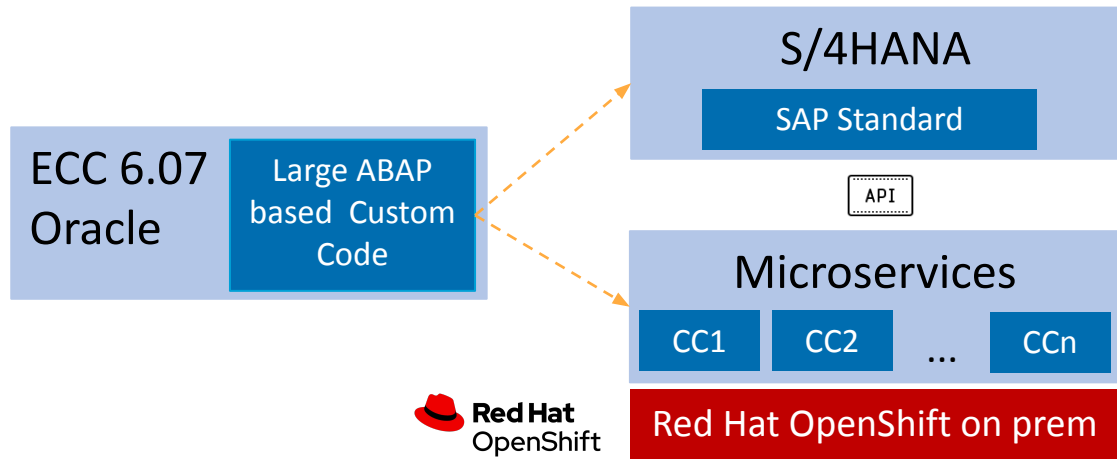 ECC 6.07
Oracle
Large ABAP
based Custom
Code
S/4HANA
SAP Standard
API
Microservices
CC1
CC2
...
CCn
Red Hat
OpenShift
Red Hat OpenShift on prem